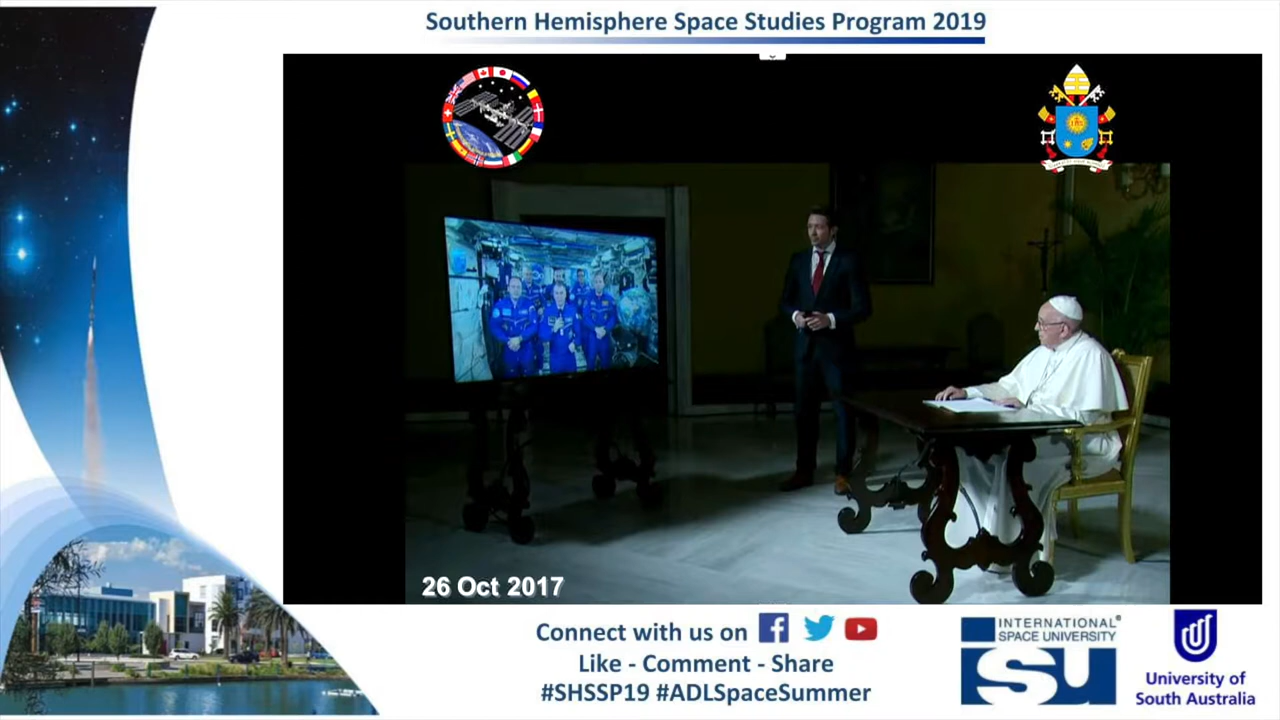 Southern Hemisphere Space Studies Program 2019
26 Oct 2017
Connect with us on
Like - Comment - Share
#SHSSP19 #ADLSpaceSummer
INTERNATIONAL®
SPACE UNIVERSITY
ISU
University of
South Australia